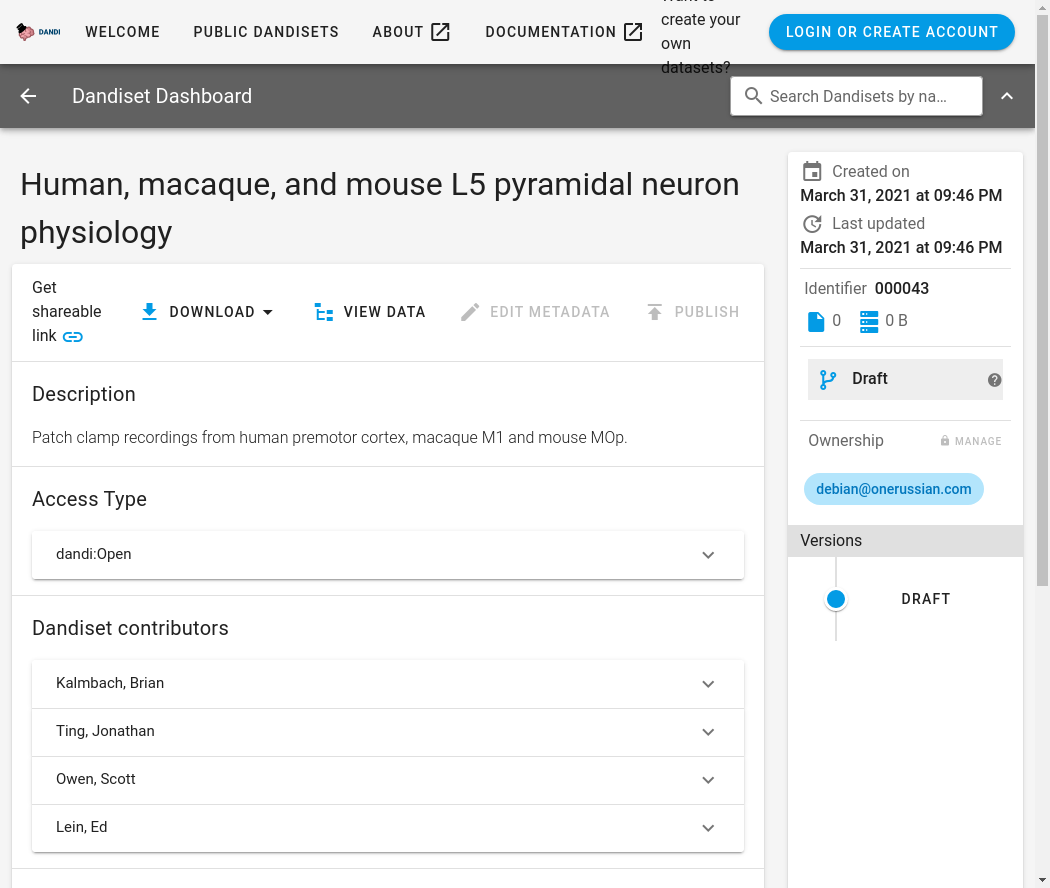 DANDI
WELCOME
PUBLIC DANDISETS
ABOUT
DOCUMENTATION
Want to
create your
own
datasets?
LOGIN OR CREATE ACCOUNT
Dandiset Dashboard
Search Dandisets by na...
Human, macaque, and mouse L5 pyramidal neuron
physiology
Get
shareable
link
DOWNLOAD
VIEW DATA
EDIT METADATA
PUBLISH
Description
Patch clamp recordings from human premotor cortex, macaque M1 and mouse MOp.
Access Type
dandi:Open
Dandiset contributors
Kalmbach, Brian
Ting, Jonathan
Owen, Scott
Lein, Ed
Created on
March 31, 2021 at 09:46 PM
Last updated
March 31, 2021 at 09:46 PM
Identifier 000043
0
0 B
Draft
Ownership
MANAGE
debian@onerussian.com
Versions
DRAFT